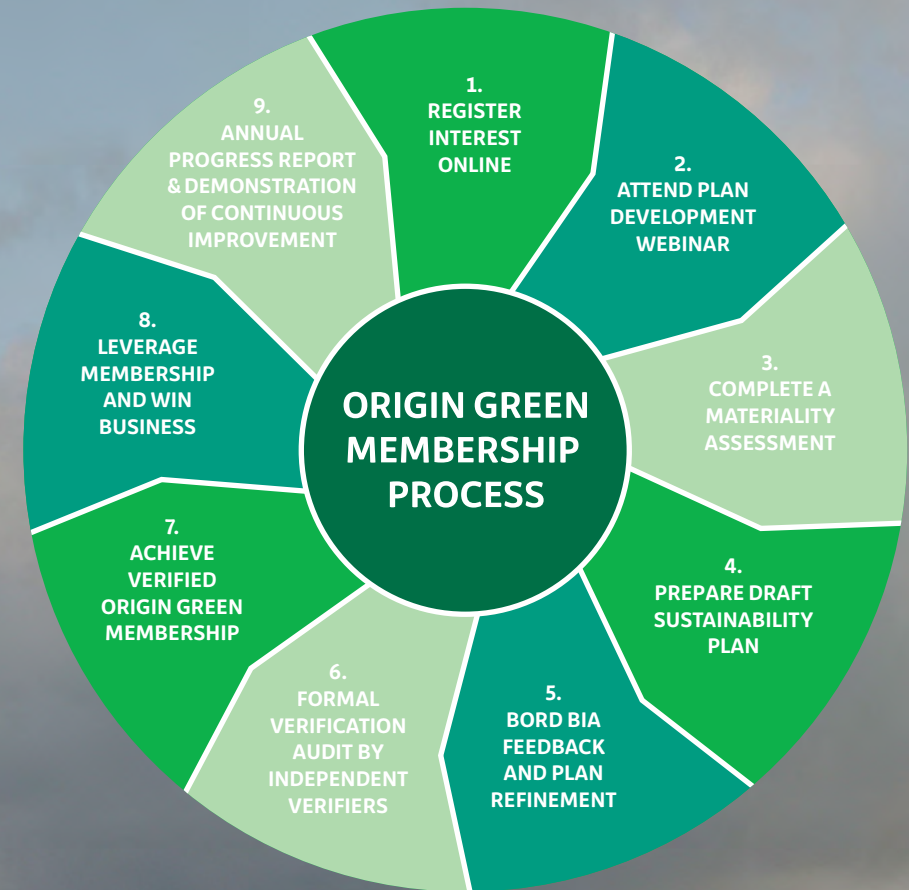 1.
REGISTER
INTEREST
ONLINE
2.
ATTEND PLAN
DEVELOPMENT
WEBINAR
3.
COMPLETE A
MATERIALITY
ASSESSMENT
4.
PREPARE DRAFT
SUSTAINABILITY
PLAN
5.
BORD BIA
FEEDBACK
AND PLAN
REFINEMENT
6.
FORMAL
VERIFICATION
AUDIT BY
INDEPENDENT
VERIFIERS
7.
ACHIEVE
VERIFIED
ORIGIN GREEN
MEMBERSHIP
8.
LEVERAGE
MEMBERSHIP
AND WIN
BUSINESS
9.
ANNUAL
PROGRESS REPORT
& DEMONSTRATION
OF CONTINUOUS
IMPROVEMENT
ORIGIN GREEN
MEMBERSHIP
PROCESS